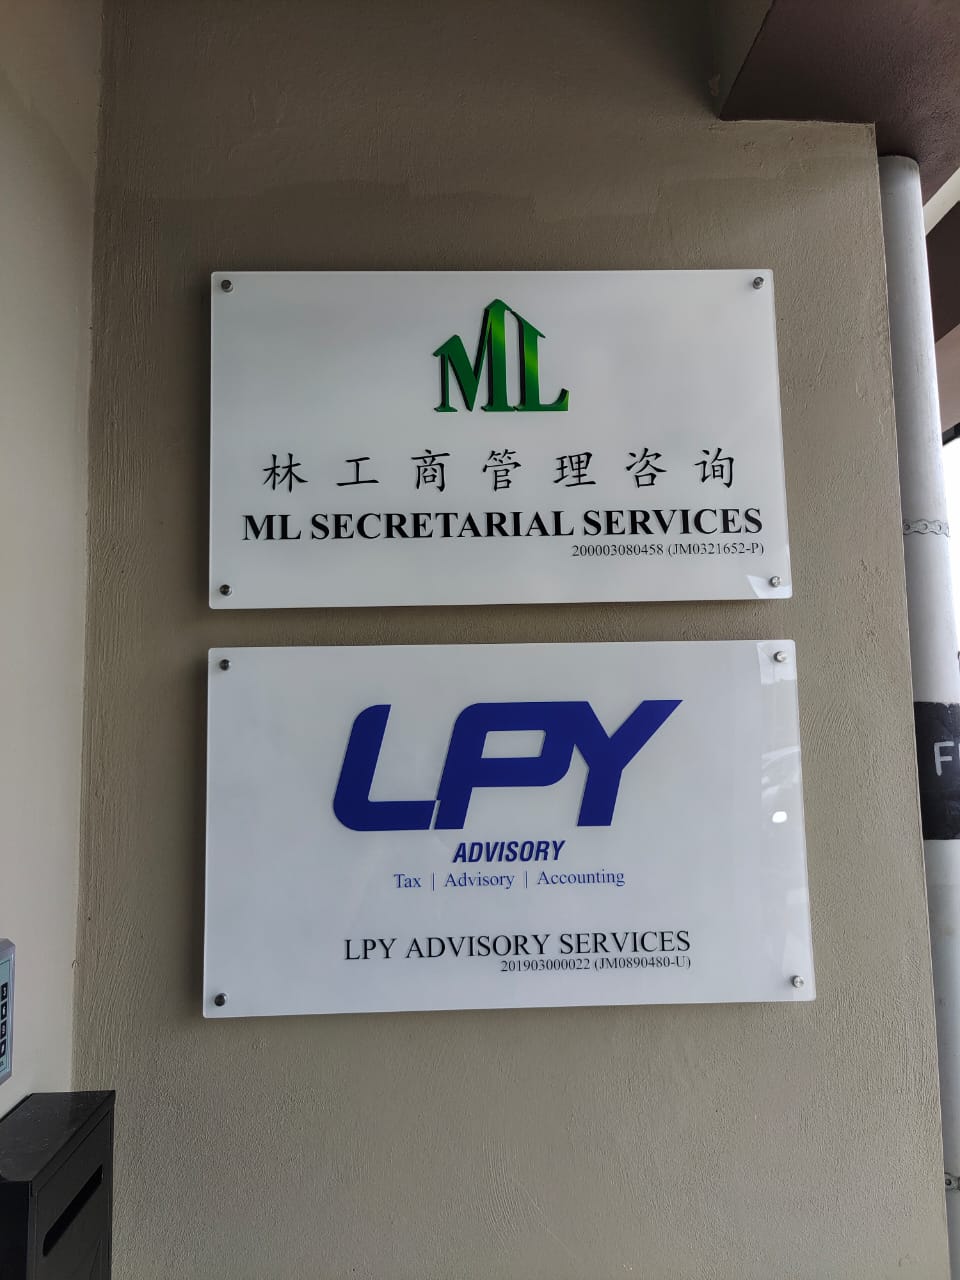 ML
林工商管理咨询
ML SECRETARIAL SERVICES
200003080458 (JM0321652-P)
LPY
ADVISORY
Tax | Advisory | Accounting
LPY ADVISORY SERVICES
201903000022 (JM0890480-U)